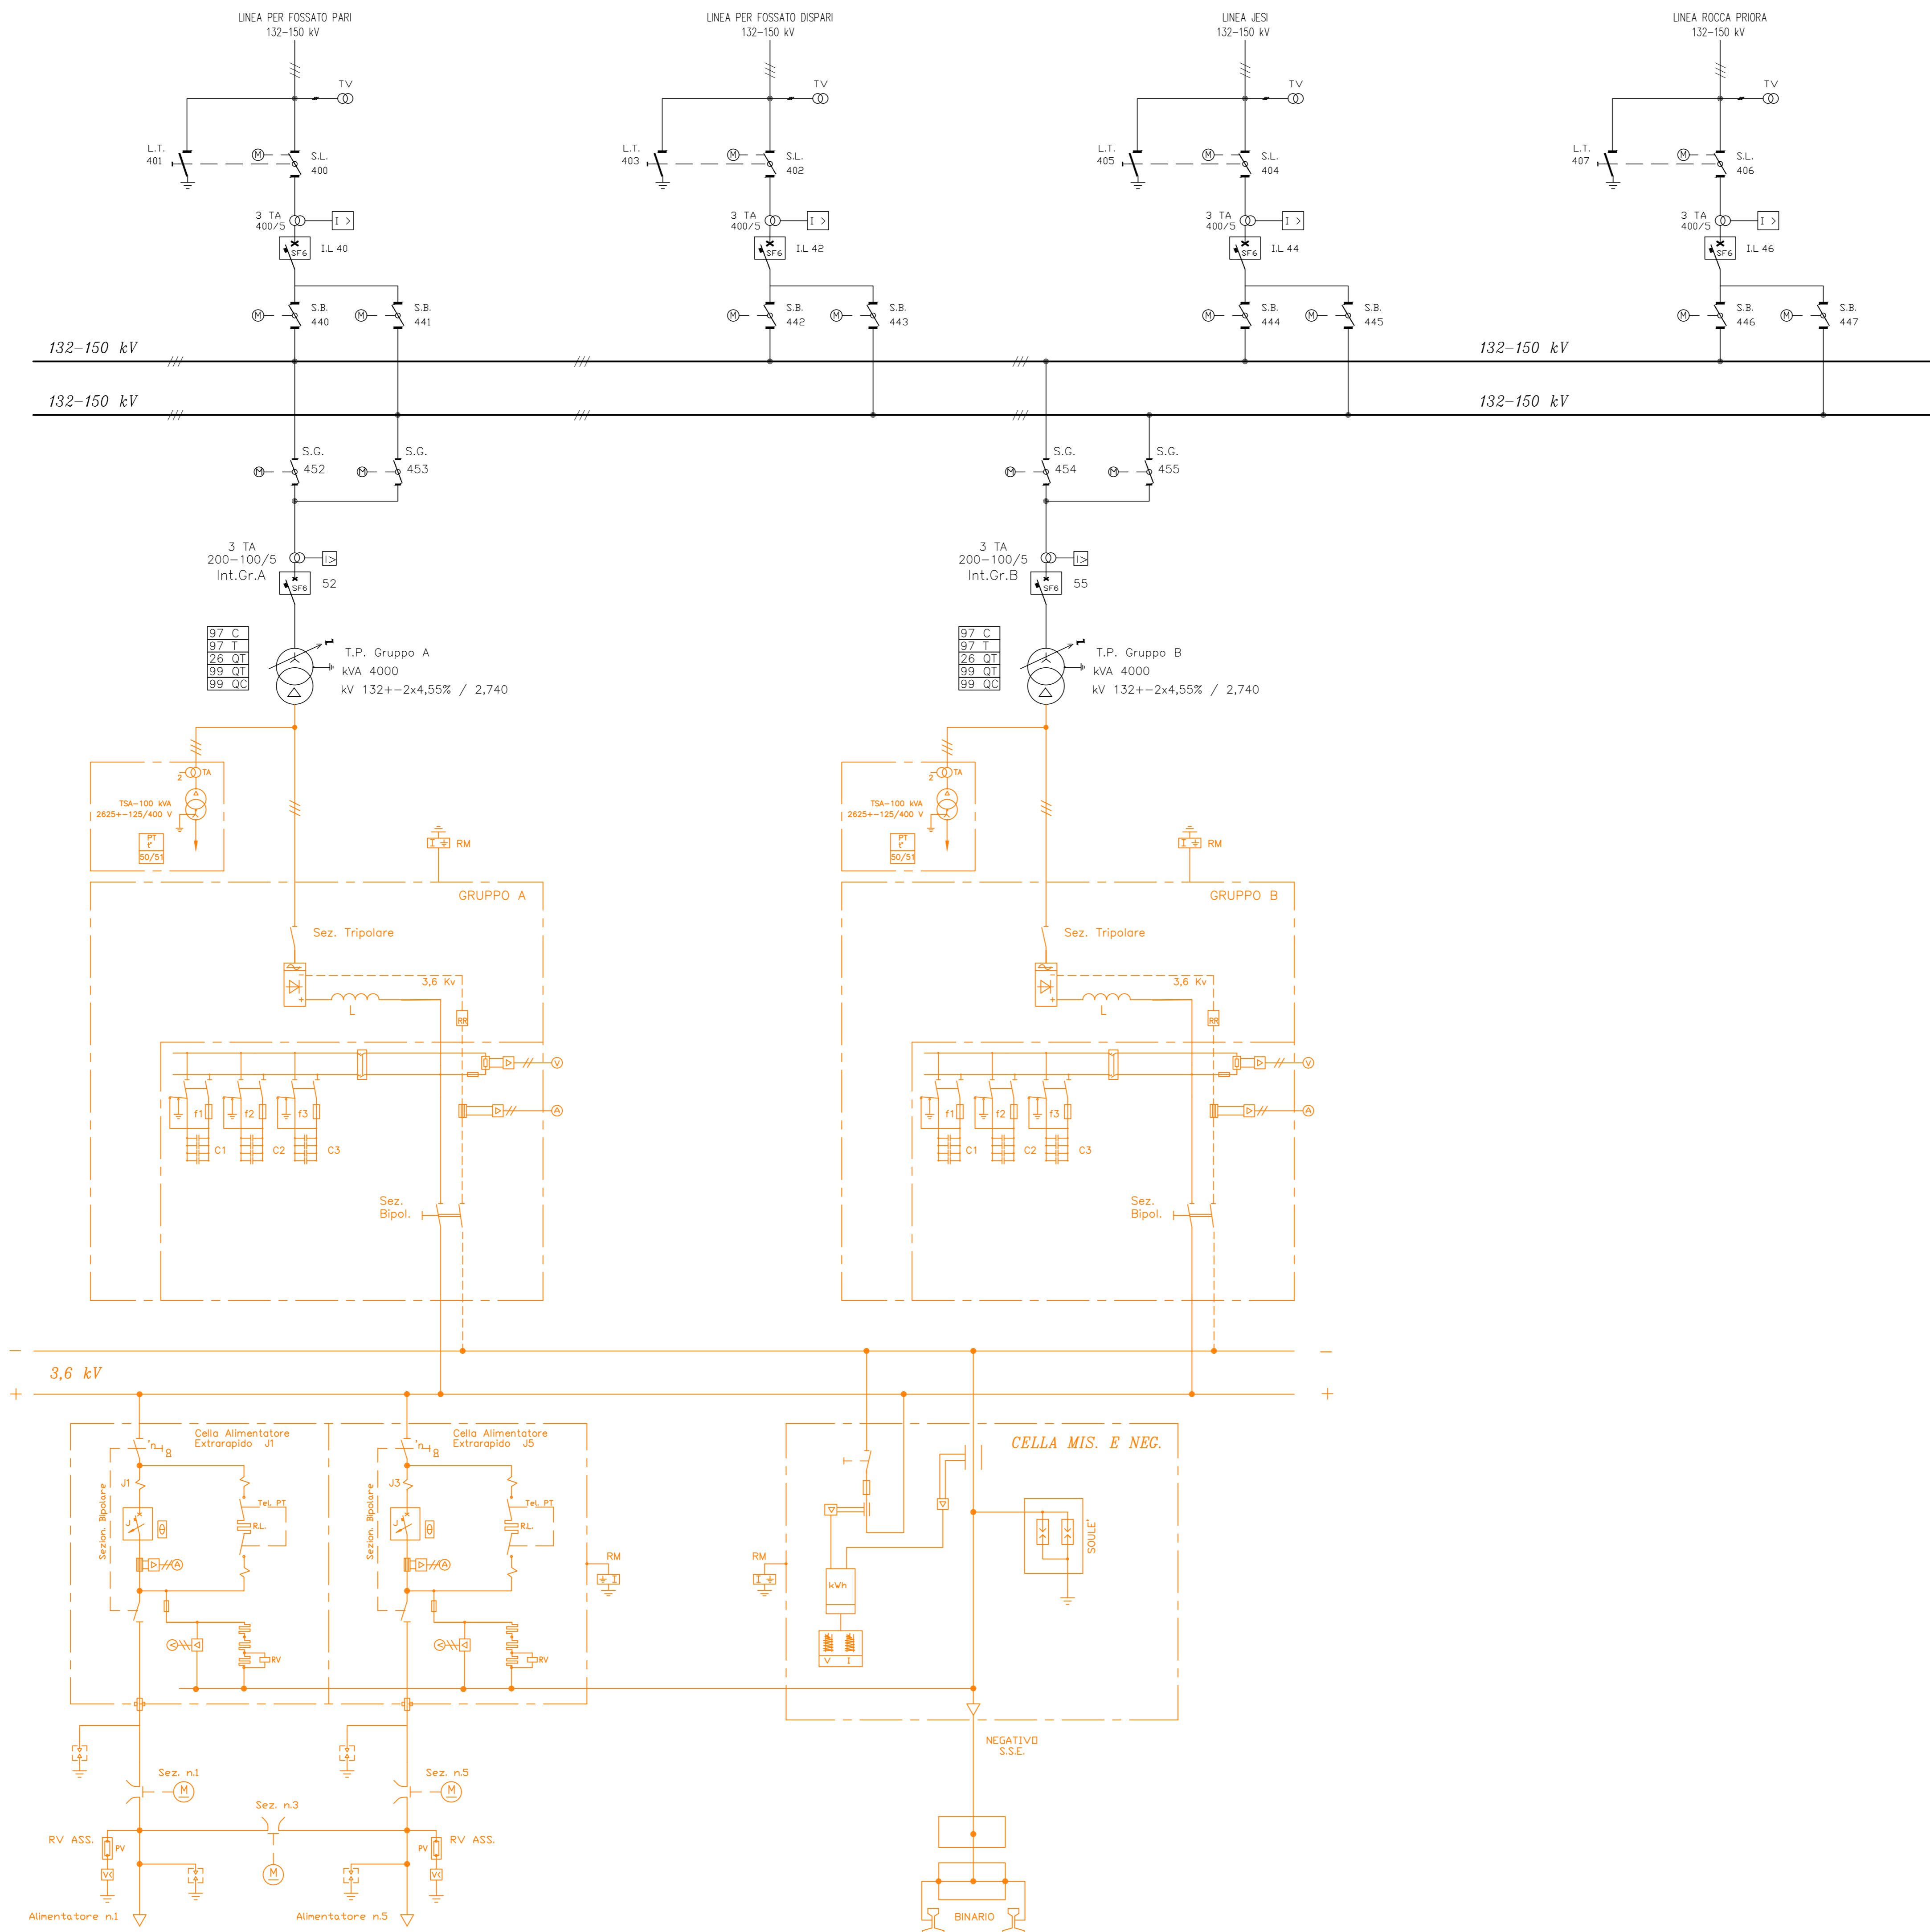 LINEA PER FOSSATO PARI
132-150 kV
LINEA PER FOSSATO DISPARI
132-150 kV
LINEA JESI
132-150 kV
LINEA ROCCA PRIORA
132-150 kV
TV
TV
TV
TV
L.T.
401
M
S.L.
400
L.T.
403
M
S.L.
402
L.T.
405
M
S.L.
404
L.T.
407
M
S.L.
406
3 TA
400/5
I >
3 TA
400/5
I >
3 TA
400/5
I >
3 TA
400/5
I >
SF6
I.L 40
SF6
I.L 42
SF6
I.L 44
SF6
I.L 46
M
S.B.
440
M
S.B.
441
M
S.B.
442
M
S.B.
443
M
S.B.
444
M
S.B.
445
M
S.B.
446
M
S.B.
447
132-150 kV
132-150 kV
132-150 kV
132-150 kV
M
S.G.
452
M
S.G.
453
M
S.G.
454
M
S.G.
455
3 TA
200-100/5
I>
Int.Gr.A
SF6
52
3 TA
200-100/5
I>
Int.Gr.B
SF6
55
97 C
97 T
26 QT
99 QT
99 QC
T.P. Gruppo A
kVA 4000
kV 132+-2x4,55% / 2,740
97 C
97 T
26 QT
99 QT
99 QC
T.P. Gruppo B
kVA 4000
kV 132+-2x4,55% / 2,740
2
TA
TSA-100 kVA
2625+-125/400 V
PT
t°
50/51
I
RM
2
TA
TSA-100 kVA
2625+-125/400 V
PT
t°
50/51
I
RM
GRUPPO A
Sez. Tripolare
-
+
3,6 Kv
L
RR
V
A
f1
f2
f3
C1
C2
C3
Sez.
Bipol.
GRUPPO B
Sez. Tripolare
-
+
3,6 Kv
L
RR
V
A
f1
f2
f3
C1
C2
C3
Sez.
Bipol.
-
-
3,6 kV
+
+
Cella Alimentatore
Extrarapido J1
'n
8
J1
Sezion. Bipolare
Tel. PT
J
R.L.
A
V
RV
Cella Alimentatore
Extrarapido J5
'n
8
J3
Sezion. Bipolare
Tel. PT
J
R.L.
A
V
RV
RM
I
CELLA MIS. E NEG.
RM
I
kWh
V I
SOULE'
NEGATIVO
S.S.E.
Sez. n.1
M
Sez. n.5
M
Sez. n.3
M
RV ASS.
PV
V<
RV ASS.
PV
V<
Alimentatore n.1
Alimentatore n.5
BINARIO